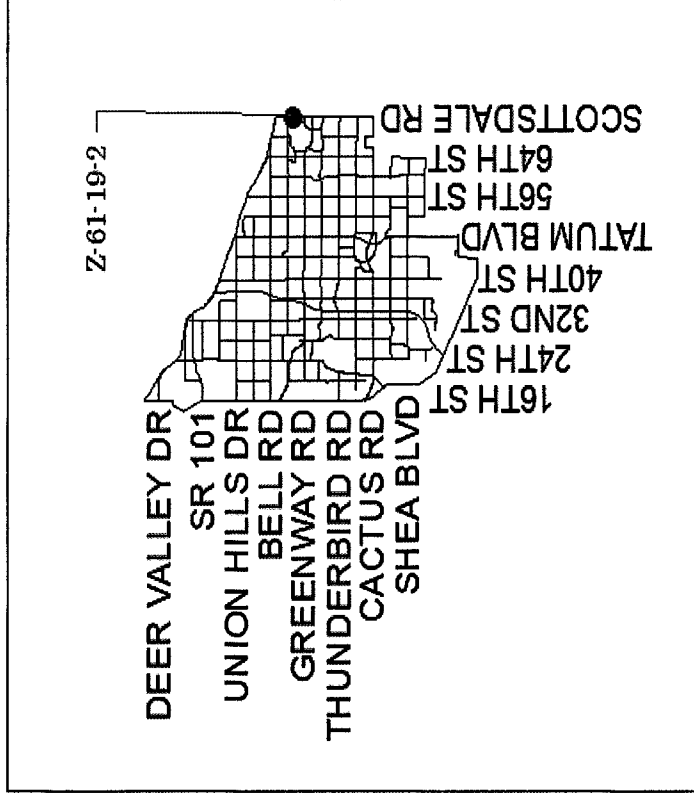 Z-61-19-2
DEER VALLEY DR
SR 101
UNION HILLS DR
BELL RD
GREENWAY RD
THUNDERBIRD RD
CACTUS RD
SHEA BLVD
16TH ST
24TH ST
32ND ST
40TH ST
TATUM BLVD
56TH ST
64TH ST
SCOTTSDALE RD